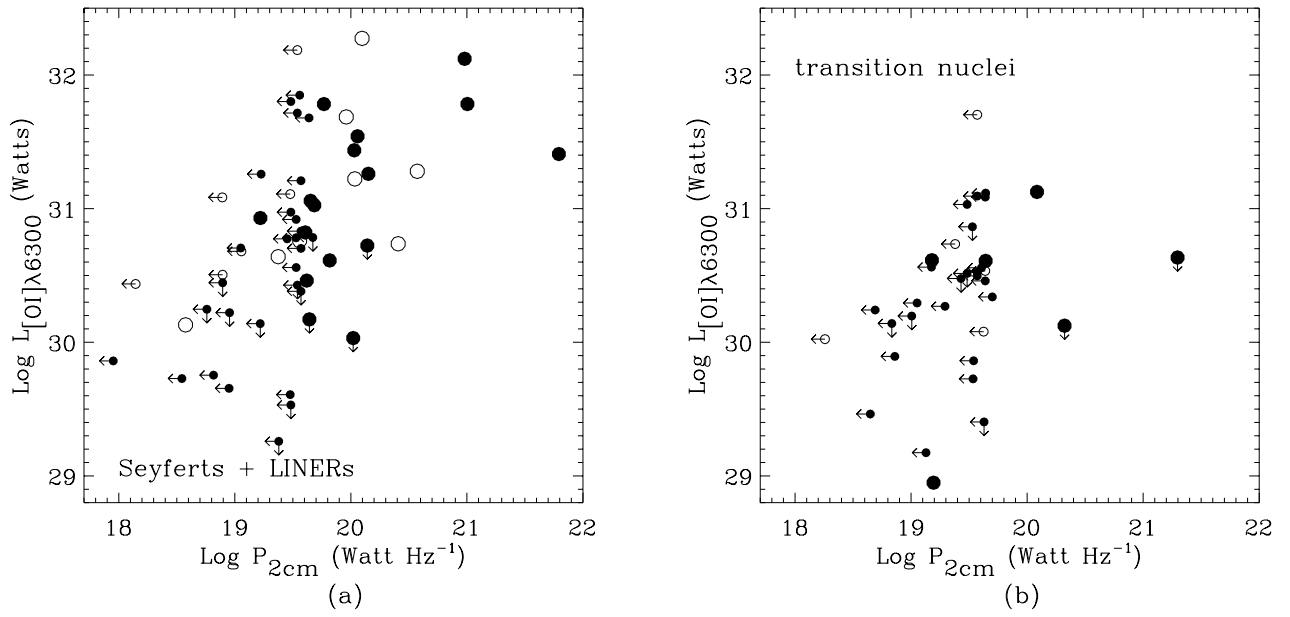 32
31
30
29
Log L[OI]λ6300 (Watts)
Seyferts + LINERs
18 19 20 21 22
Log P2cm (Watt Hz−1)
(a)
32
31
30
29
Log L[OI]λ6300 (Watts)
transition nuclei
18 19 20 21 22
Log P2cm (Watt Hz−1)
(b)